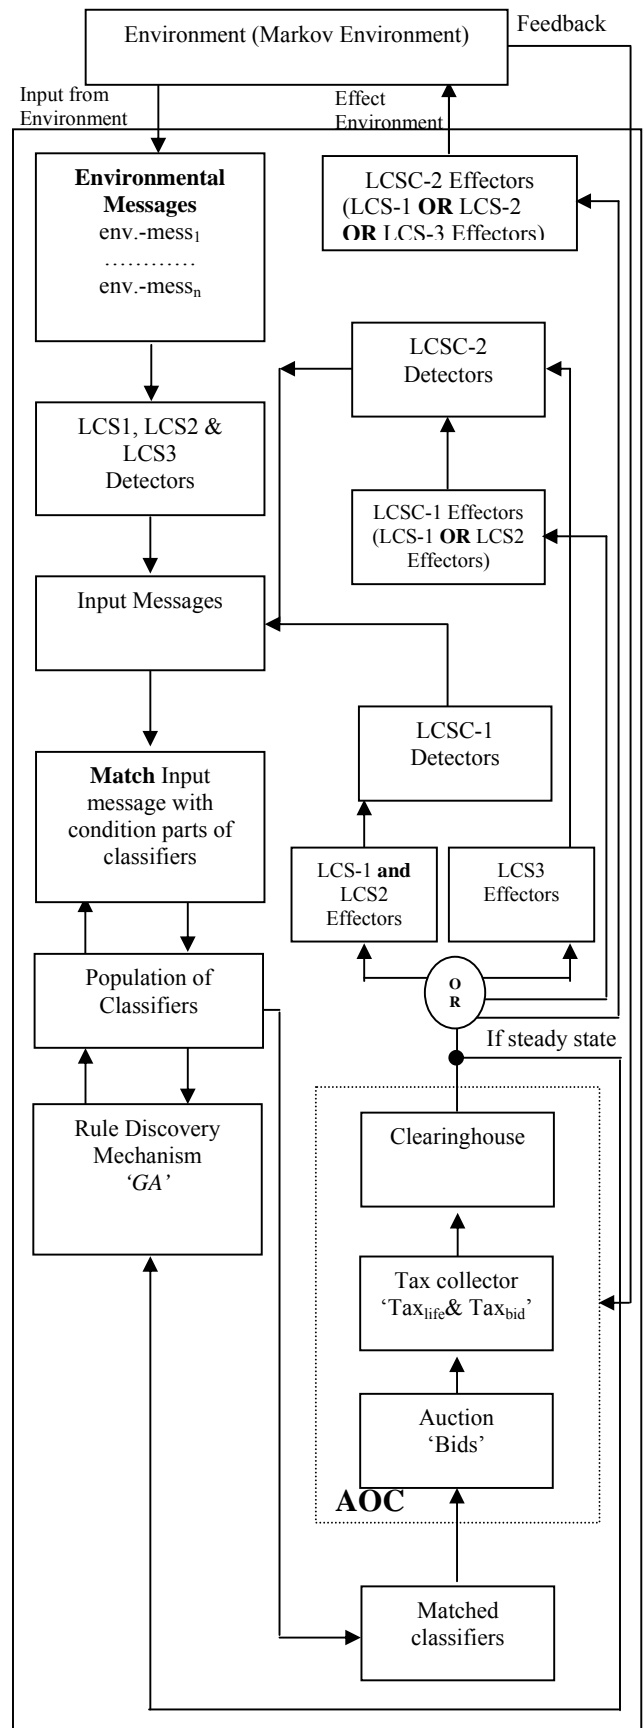 Environment (Markov Environment)
Feedback
Input from
Environment
Effect
Environment
Environmental
Messages
env.-mess1
…………
env.-messn
LCSC-2 Effectors
(LCS-1 OR LCS-2
OR LCS-3 Effectors)
LCSC-2
Detectors
LCS1, LCS2 &
LCS3
Detectors
LCSC-1 Effectors
(LCS-1 OR LCS2
Effectors)
Input Messages
LCSC-1
Detectors
Match Input
message with
condition parts of
classifiers
LCS-1 and
LCS2
Effectors
LCS3
Effectors
Population of
Classifiers
O
R
If steady state
Rule Discovery
Mechanism
‘GA’
Clearinghouse
Tax collector
‘Taxlife& Taxbid’
Auction
‘Bids’
AOC
Matched
classifiers